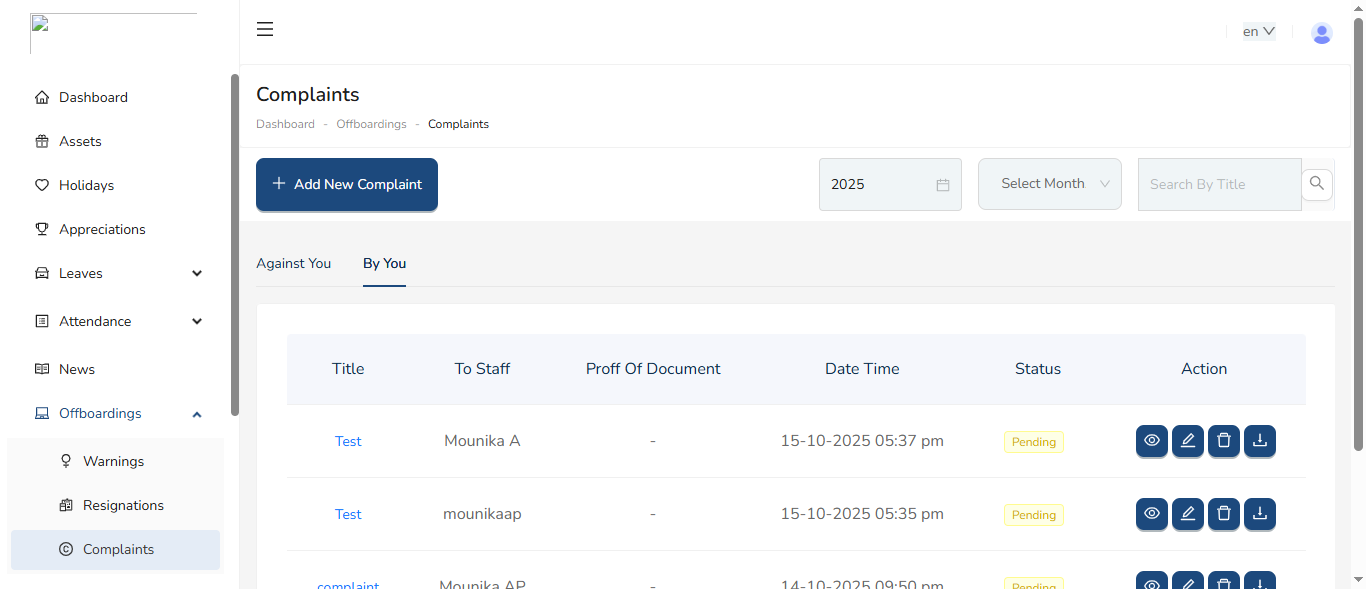 en
Dashboard
Assets
Holidays
Appreciations
Leaves
Attendance
News
Offboardings
Warnings
Resignations
Complaints
Complaints
Dashboard - Offboardings - Complaints
Add New Complaint 2025 Select Month Search By Title
Against You By You
Title To Staff Proff Of Document Date Time Status Action
Test Mounika A - 15-10-2025 05:37 pm Pending
Test mounikaap - 15-10-2025 05:35 pm Pending
complaint Mounika AP - 14-10-2025 09:50 pm Pending